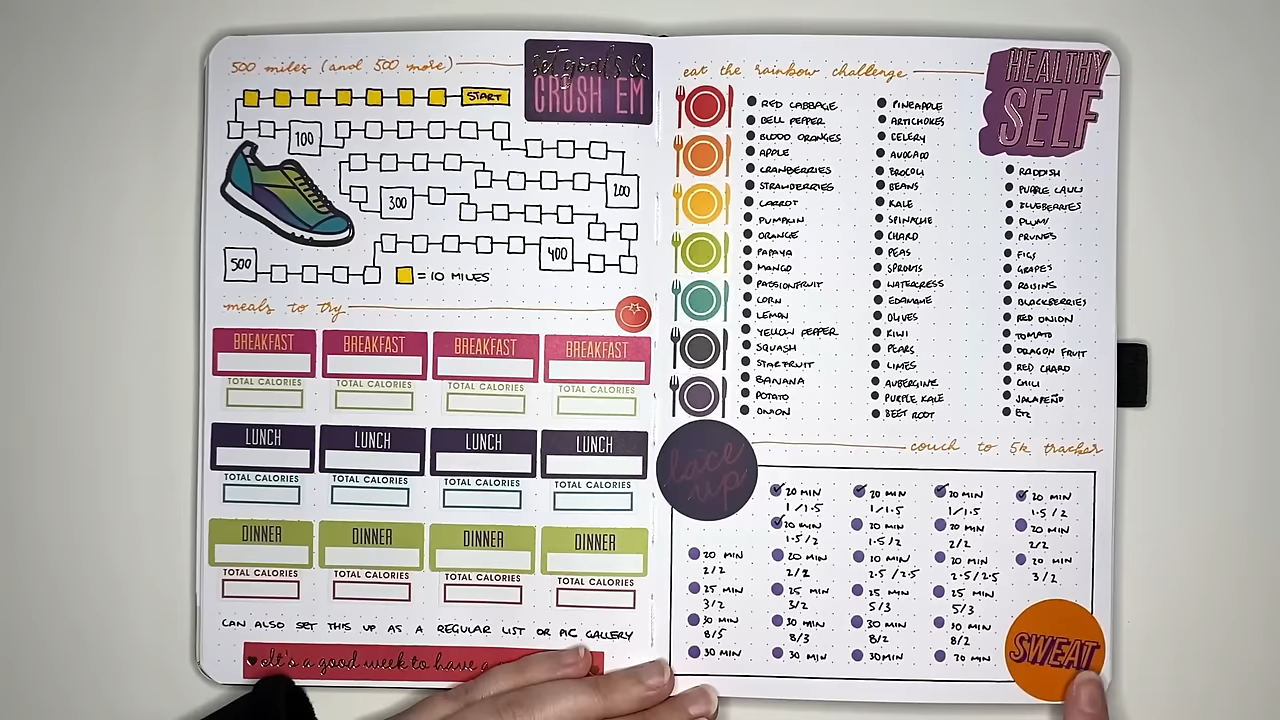 500 miles (and 500 more)
set goals &
CRUSH EM
START
100
200
300
400
500
= 10 MILES
meals to try
BREAKFAST BREAKFAST BREAKFAST BREAKFAST
TOTAL CALORIES TOTAL CALORIES TOTAL CALORIES TOTAL CALORIES
LUNCH LUNCH LUNCH LUNCH
TOTAL CALORIES TOTAL CALORIES TOTAL CALORIES TOTAL CALORIES
DINNER DINNER DINNER DINNER
TOTAL CALORIES TOTAL CALORIES TOTAL CALORIES TOTAL CALORIES
CAN ALSO SET THIS UP AS A REGULAR LIST OR PIC GALLERY
It's a good week to have a
eat the rainbow challenge
HEALTHY
SELF
RED CABBAGE
BELL PEPPER
BLOOD ORANGES
APPLE
CRANBERRIES
STRAWBERRIES
CARROT
PUMPKIN
ORANGE
PAPAYA
MANGO
PASSIONFRUIT
CORN
LEMON
YELLOW PEPPER
SQUASH
STARFRUIT
BANANA
POTATO
ONION
PINEAPPLE
ARTICHOKES
CELERY
AVOCADO
BROCOLI
BEANS
KALE
SPINACHE
CHARD
PEAS
SPROUTS
WATERCRESS
EDAMAME
OLIVES
KIWI
PEARS
LIMES
AUBERGINE
PURPLE KALE
BEET ROOT
RADDISH
PURPLE CAULI
BLUEBERRIES
PLUM
PRUNES
FIGS
GRAPES
RAISINS
BLACKBERRIES
RED ONION
TOMATO
DRAGON FRUIT
RED CHARD
CHILI
JALAPEÑO
ETC
couch to 5k tracker
lace
up
20 MIN 20 MIN 20 MIN 20 MIN
1/1.5 1/1.5 1/1.5 1.5/2
20 MIN 20 MIN 20 MIN 20 MIN
1.5/2 1.5/2 2/2 2/2
20 MIN 20 MIN 20 MIN 20 MIN 20 MIN
2/2 2/2 2.5/2.5 2.5/2.5 3/2
25 MIN 25 MIN 25 MIN 25 MIN
3/2 3/2 5/3 5/3
30 MIN 30 MIN 30 MIN 30 MIN
8/5 8/3 8/2 8/2
30 MIN 30 MIN 30 MIN 30 MIN
SWEAT